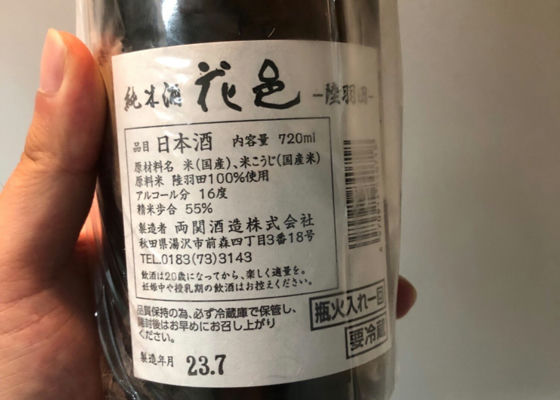 純米酒 花邑 -陸羽田-
品目 日本酒 内容量 720ml
原材料名 米(国産)、米こうじ(国産米)
原料米 陸羽田100%使用
アルコール分 16度
精米歩合 55%
製造者 両関酒造株式会社
秋田県湯沢市前森四丁目3番18号
TEL.0183(73)3143
飲酒は20歳になってから、楽しく適量を。
妊娠中や授乳期の飲酒はお控えください。
品質保持の為、必ず冷蔵庫で保管し、
開封後はお早めにお召し上がり
ください。
瓶火入れ一回
要冷蔵
製造年月 23.7